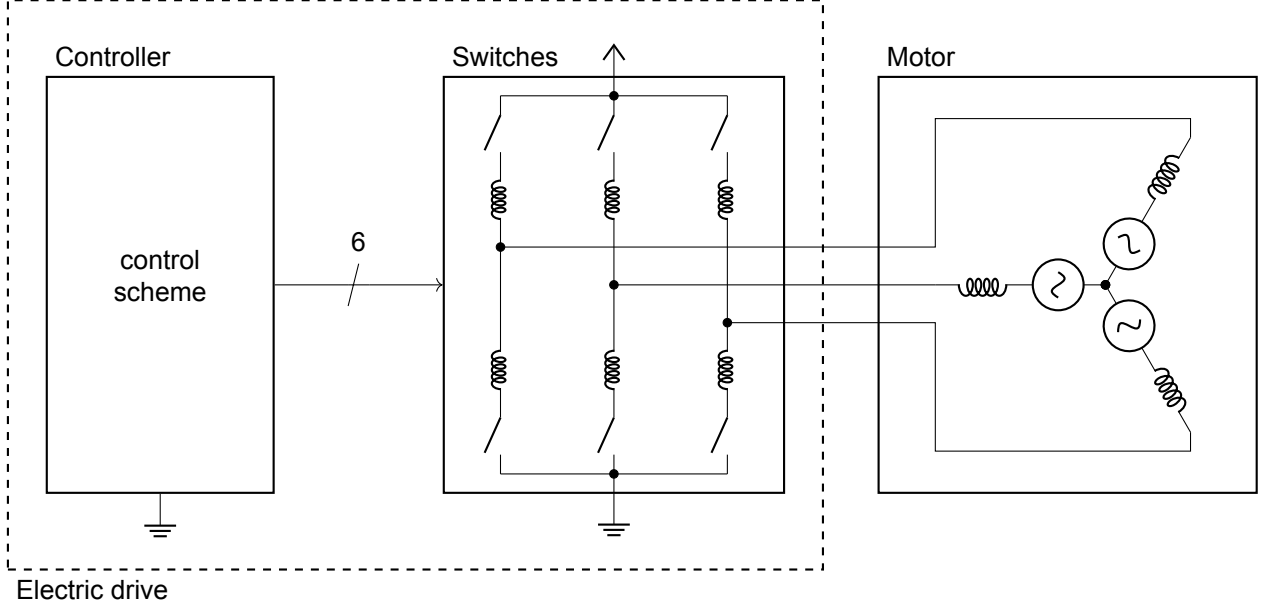 Controller
Switches
Motor
6
control
scheme
Electric drive